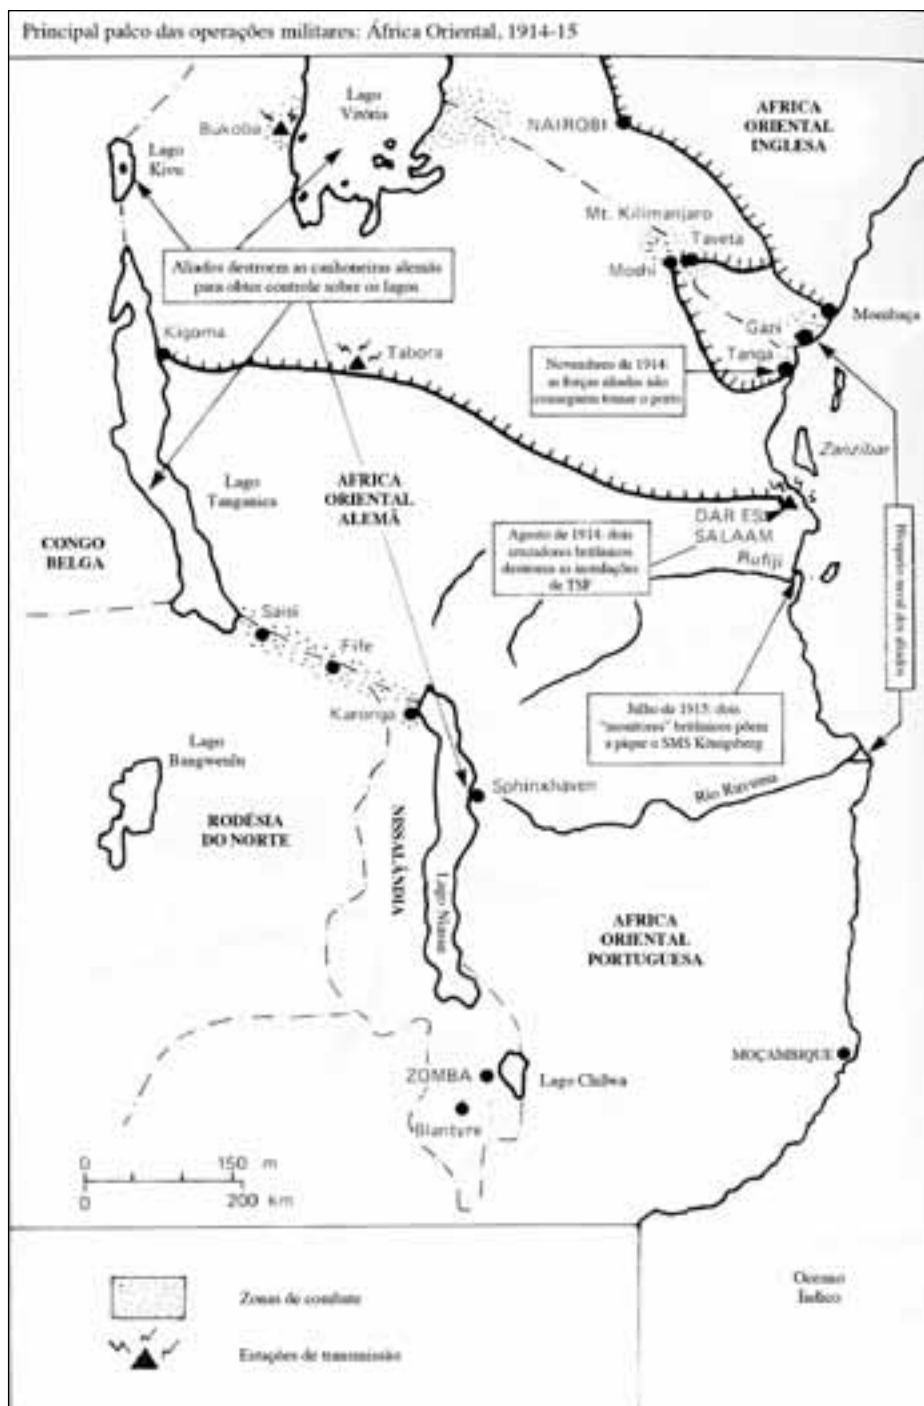 Principal palco das operações militares: África Oriental, 1914-15
Lago
Vitória
Bukoba
NAIROBI
AFRICA
ORIENTAL
INGLESA
Lago
Kivu
Mt. Kilimanjaro
Taveta
Moshi
Aliados destroem as canhoneiras alemãs
para obter controle sobre os lagos
Mombaça
Gazi
Kigoma
Tabora
Tanga
Novembro de 1914:
as forças aliadas não
conseguem tomar o porto
Zanzibar
Lago
Tanganica
AFRICA
ORIENTAL
ALEMÃ
DAR ES
SALAAM
CONGO
BELGA
Agosto de 1914: dois
cruzadores britânicos
destroem as instalações
de TSF
Rufiji
Bloqueio naval dos aliados
Saisi
Fife
Karonga
Julho de 1915: dois
"monitores" britânicos põem
a pique o SMS Königsberg
Lago
Bangweulu
Sphinxhaven
Rio Ruvuma
RODÉSIA
DO NORTE
NISSALÂNDIA
Lago Niassa
AFRICA
ORIENTAL
PORTUGUESA
MOÇAMBIQUE
ZOMBA
Lago Chilwa
Blantyre
0 150 m
0 200 km
Zonas de combate
Estações de transmissão
Oceano
Índico